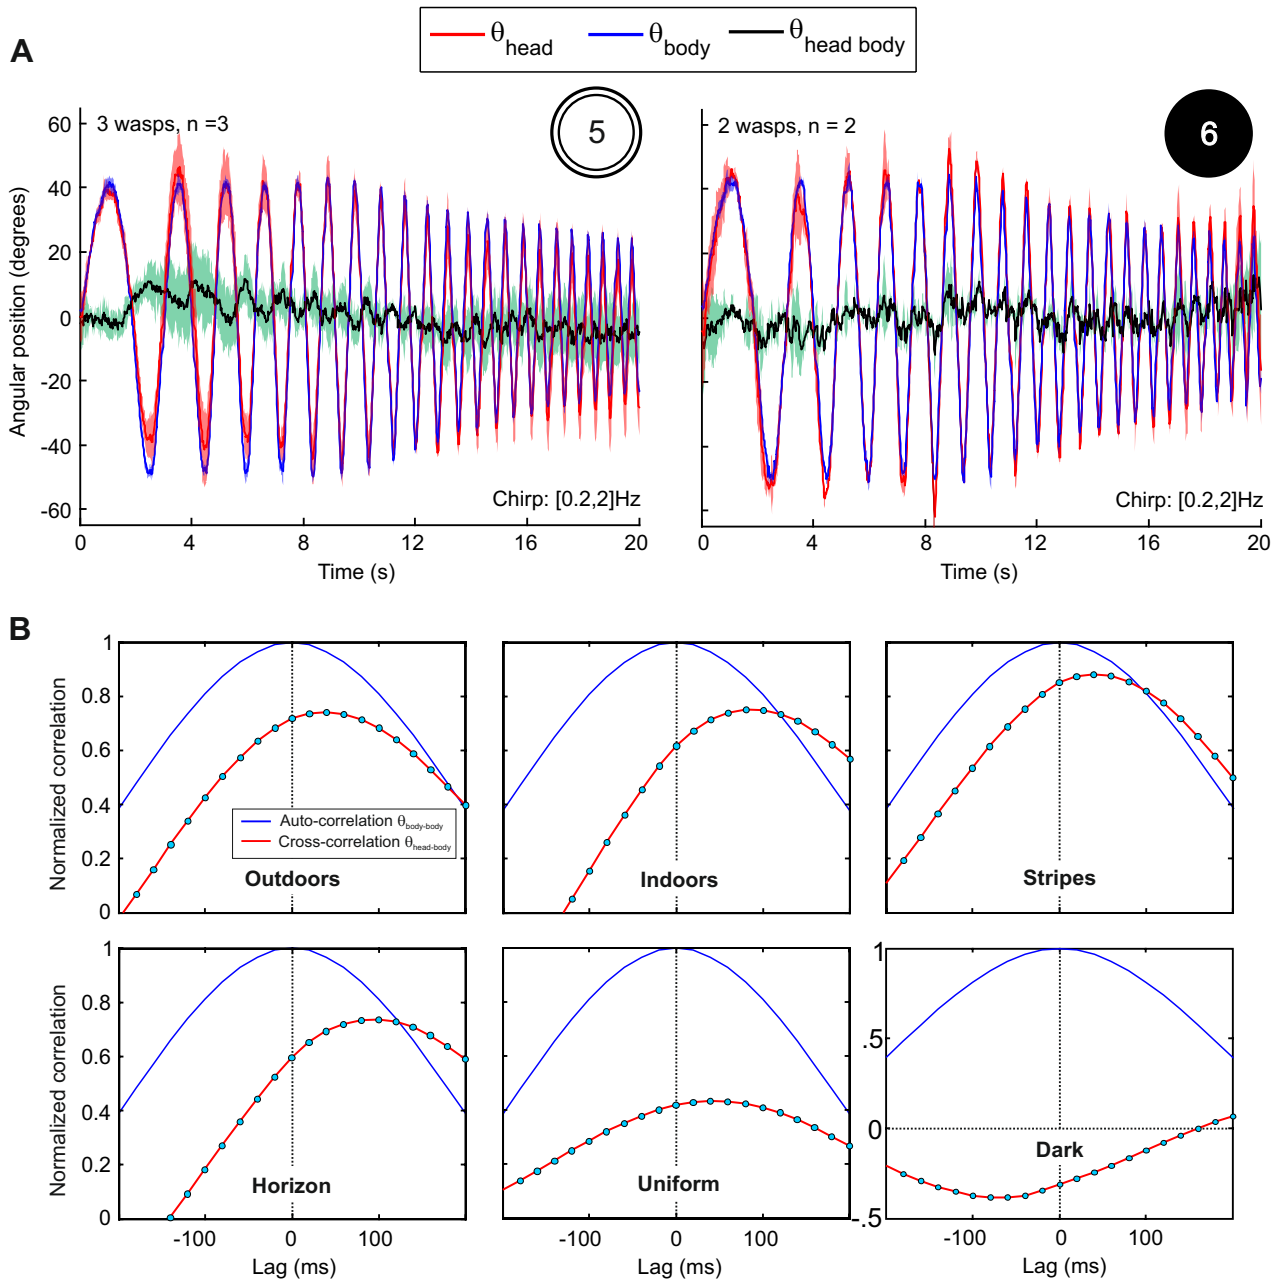 θhead θbody θhead body
A
3 wasps, n =3
5
2 wasps, n = 2
6
Angular position (degrees)
60
40
20
0
-20
-40
-60
Chirp: [0.2,2]Hz
Chirp: [0.2,2]Hz
0 4 8 12 16 20
0 4 8 12 16 20
Time (s)
Time (s)
B
Normalized correlation
1
0.8
0.6
0.4
0.2
0
Auto-correlation θbody-body
Cross-correlation θhead-body
Outdoors
Indoors
Stripes
Normalized correlation
1
0.8
0.6
0.4
0.2
0
1
.5
0
-.5
Horizon
Uniform
Dark
-100 0 100
-100 0 100
-100 0 100
Lag (ms)
Lag (ms)
Lag (ms)